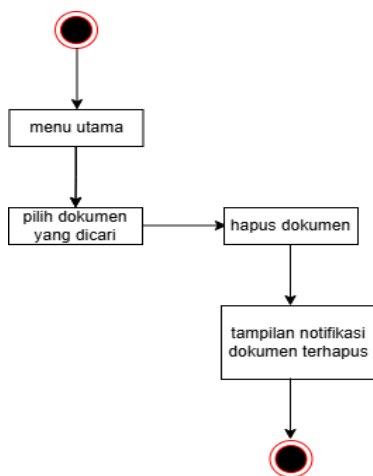 menu utama
pilih dokumen
yang dicari
hapus dokumen
tampilan notifikasi
dokumen terhapus